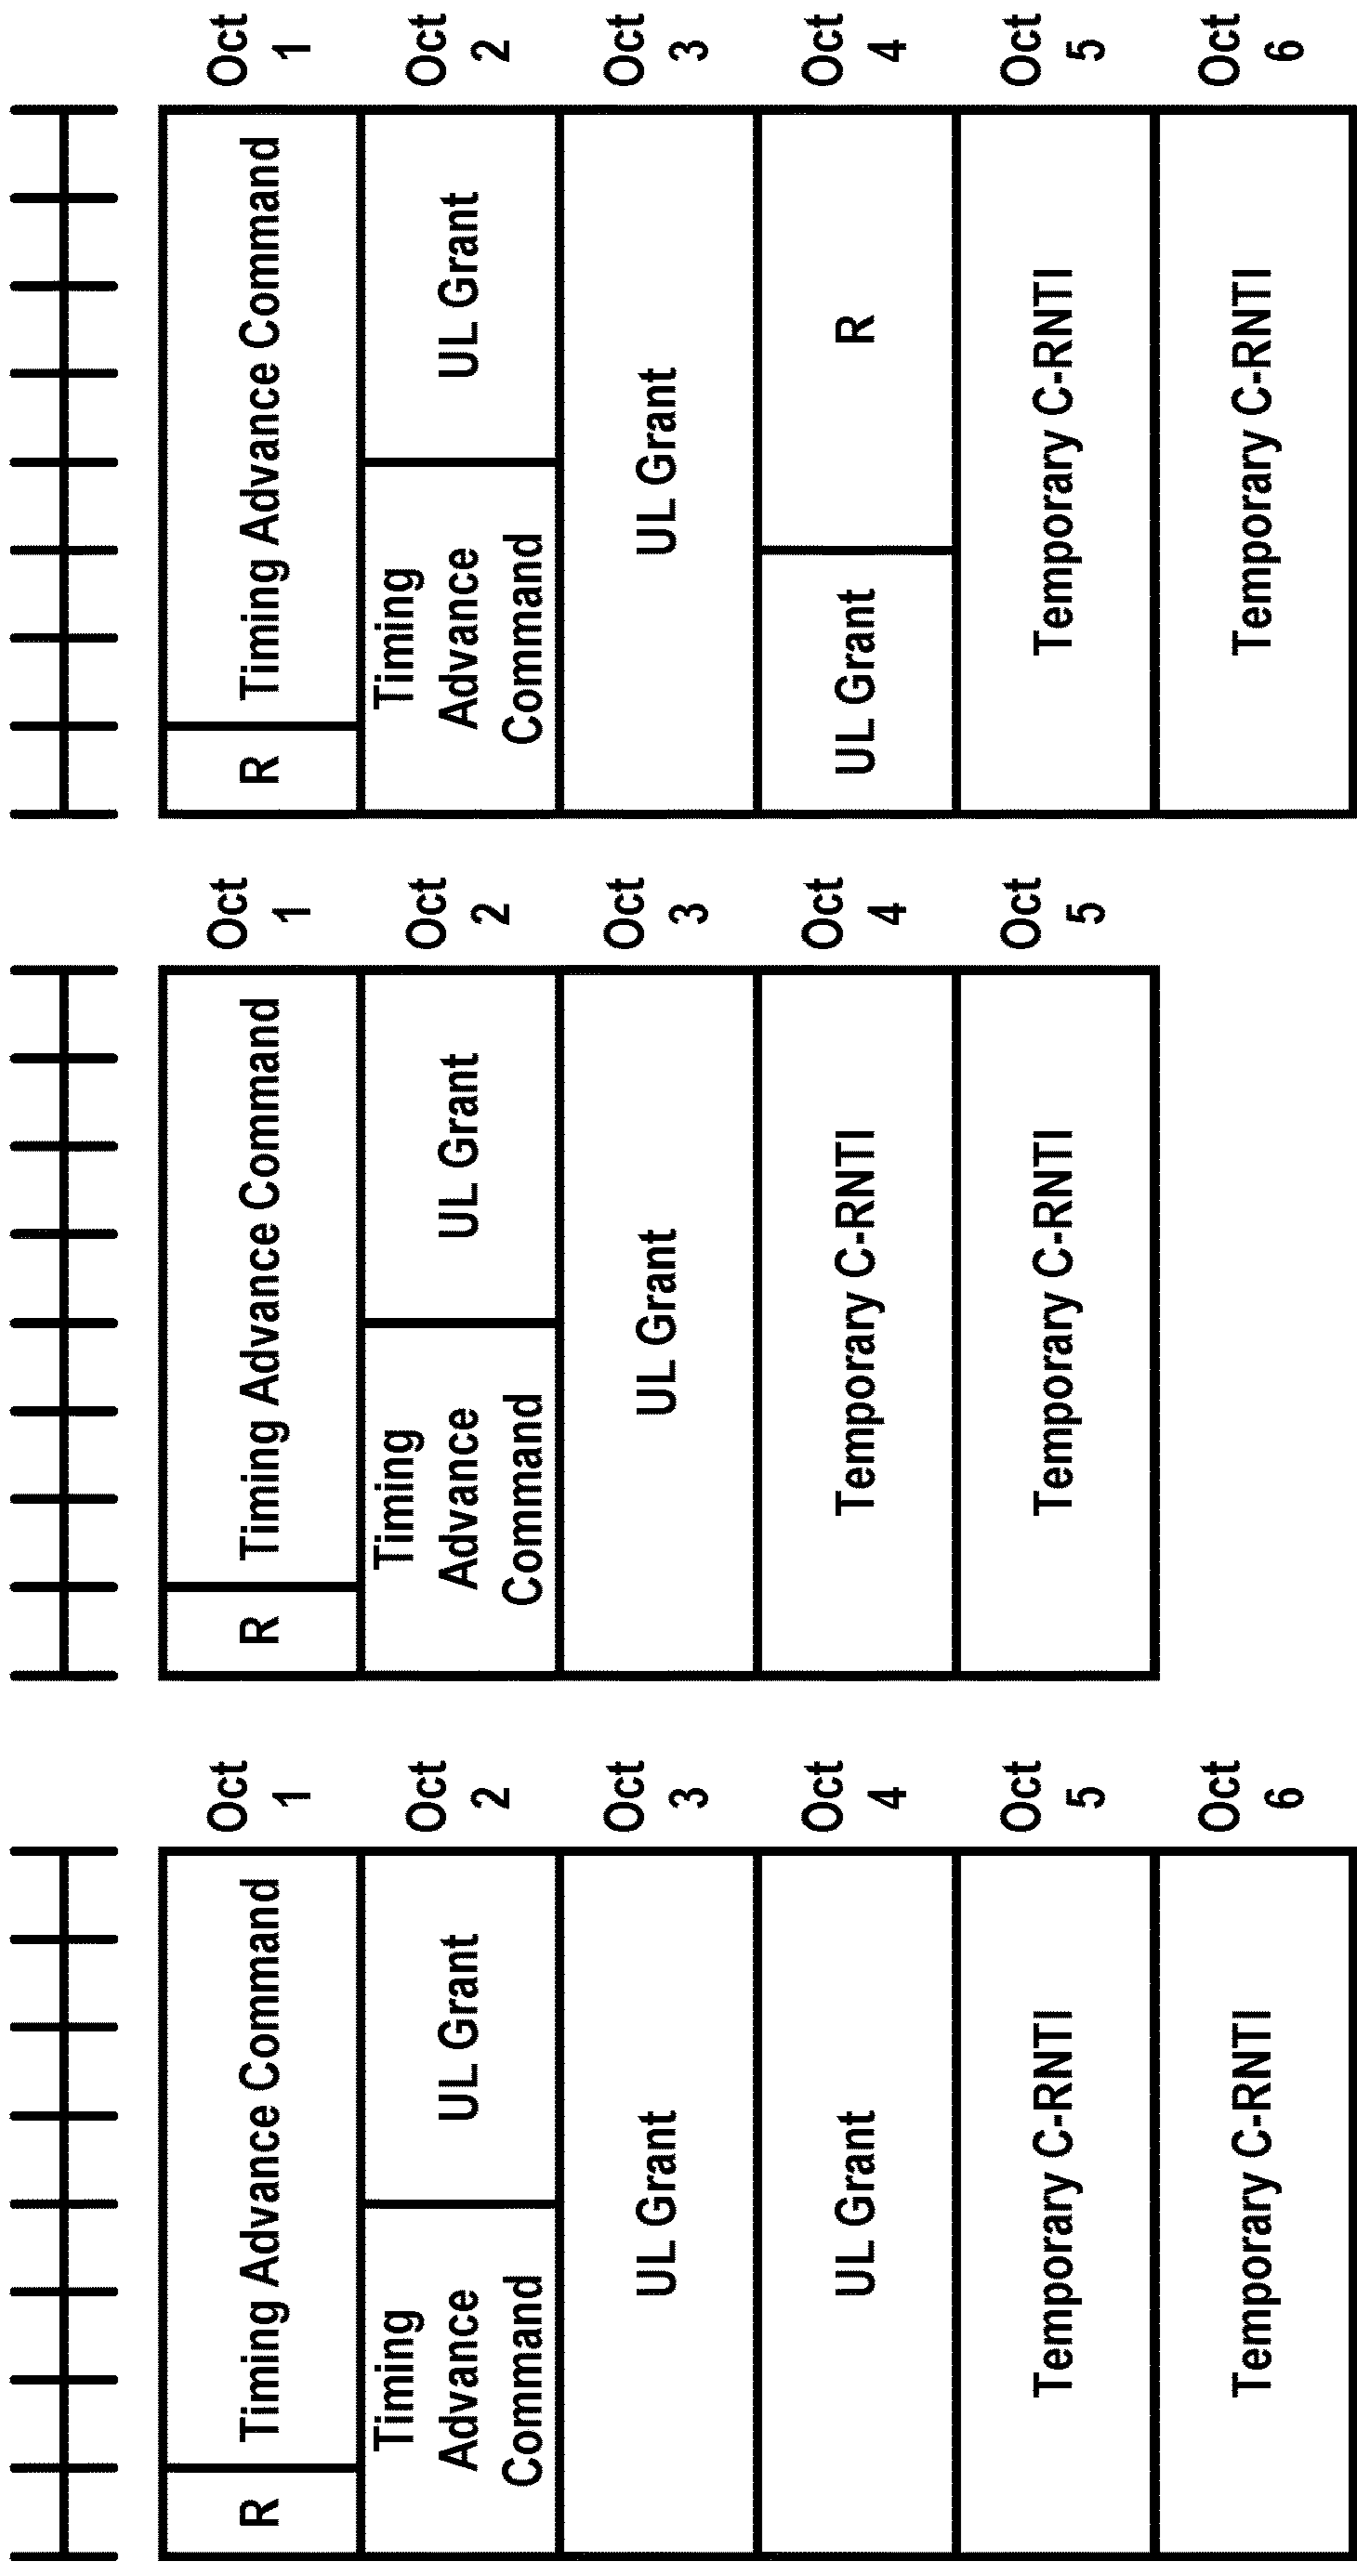 R
Timing Advance Command
Oct
1
Timing
Advance
Command
UL Grant
Oct
2
UL Grant
Oct
3
UL Grant
Oct
4
Temporary C-RNTI
Oct
5
Temporary C-RNTI
Oct
6
R
Timing Advance Command
Oct
1
Timing
Advance
Command
UL Grant
Oct
2
UL Grant
Oct
3
Temporary C-RNTI
Oct
4
Temporary C-RNTI
Oct
5
R
Timing Advance Command
Oct
1
Timing
Advance
Command
UL Grant
Oct
2
UL Grant
Oct
3
UL Grant
R
Oct
4
Temporary C-RNTI
Oct
5
Temporary C-RNTI
Oct
6